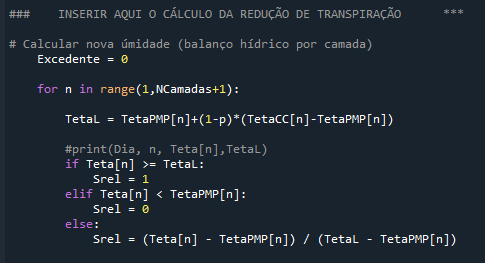 ###    INSERIR AQUI O CÁLCULO DA REDUÇÃO DE TRANSPIRAÇÃO      ***
# Calcular nova úmidade (balanço hídrico por camada)
    Excedente = 0
    for n in range(1,NCamadas+1):
        TetaL = TetaPMP[n]+(1-p)*(TetaCC[n]-TetaPMP[n])
        #print(Dia, n, Teta[n],TetaL)
        if Teta[n] >= TetaL:
            Srel = 1
        elif Teta[n] < TetaPMP[n]:
            Srel = 0
        else:
            Srel = (Teta[n] - TetaPMP[n]) / (TetaL - TetaPMP[n])